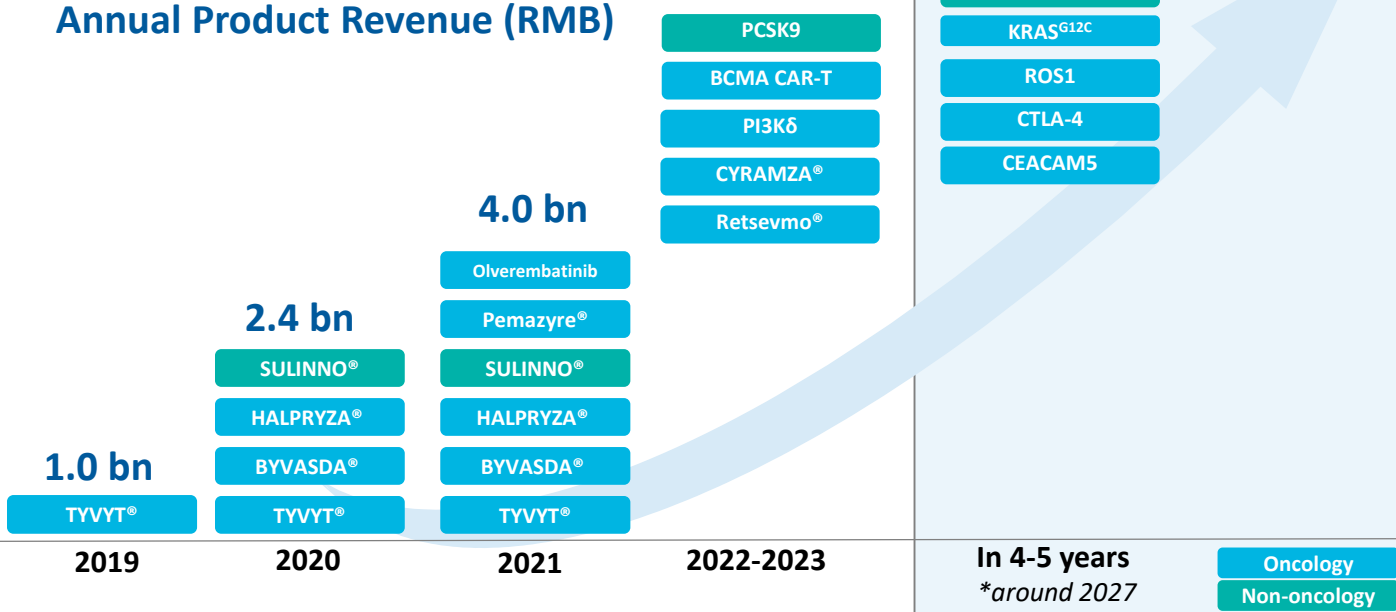 Annual Product Revenue (RMB)
1.0 bn
TYVYT®
2019
2.4 bn
SULINNO®
HALPRYZA®
BYVASDA®
TYVYT®
2020
4.0 bn
Olverembatinib
Pemazyre®
SULINNO®
HALPRYZA®
BYVASDA®
TYVYT®
2021
PCSK9
BCMA CAR-T
PI3Kδ
CYRAMZA®
Retsevmo®
2022-2023
KRASG12C
ROS1
CTLA-4
CEACAM5
In 4-5 years
*around 2027
Oncology
Non-oncology